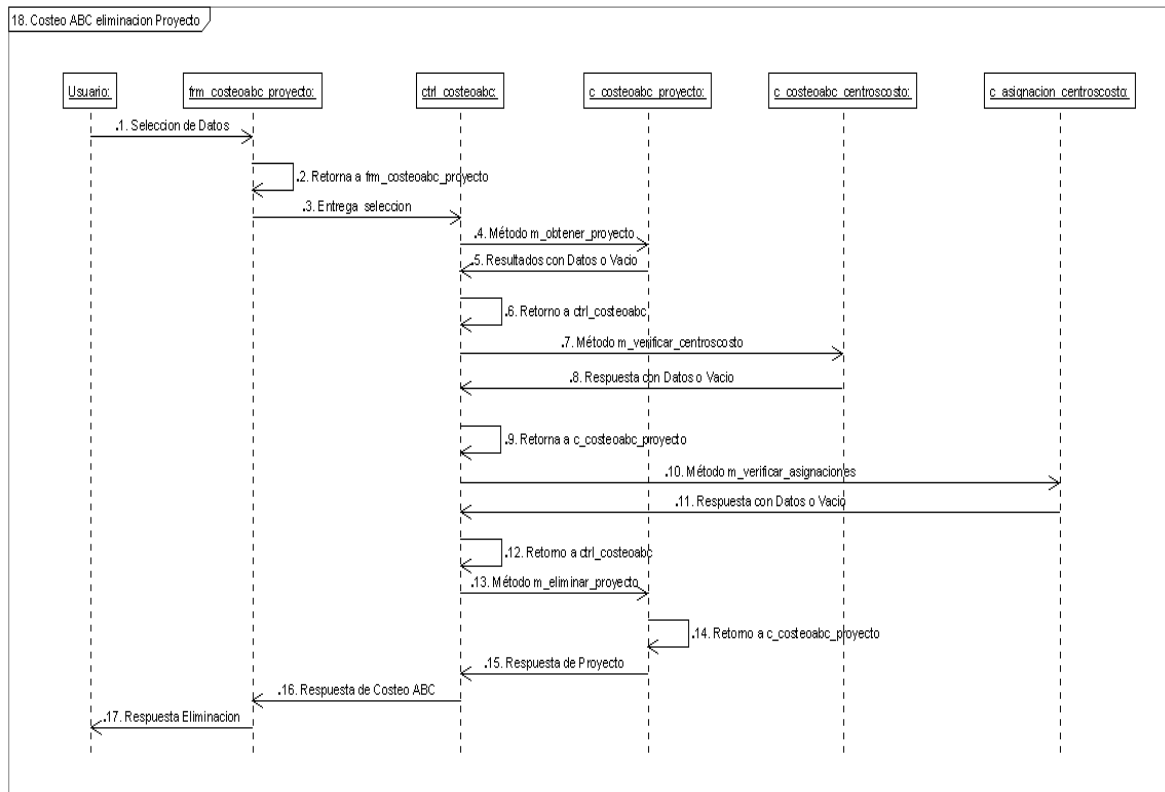 18. Costeo ABC eliminacion Proyecto
Usuario:
frm_costeoabc_proyecto:
ctrl_costeoabc:
c_costeoabc_proyecto:
c_costeoabc_centroscosto:
c_asignacion_centroscosto:
.1. Seleccion de Datos
.2. Retorna a frm_costeoabc_proyecto
.3. Entrega seleccion
.4. Método m_obtener_proyecto
.5. Resultados con Datos o Vacio
.6. Retorno a ctrl_costeoabc
.7. Método m_verificar_centroscosto
.8. Respuesta con Datos o Vacio
.9. Retorna a c_costeoabc_proyecto
.10. Método m_verificar_asignaciones
.11. Respuesta con Datos o Vacio
.12. Retorno a ctrl_costeoabc
.13. Método m_eliminar_proyecto
.14. Retorno a c_costeoabc_proyecto
.15. Respuesta de Proyecto
.16. Respuesta de Costeo ABC
.17. Respuesta Eliminacion